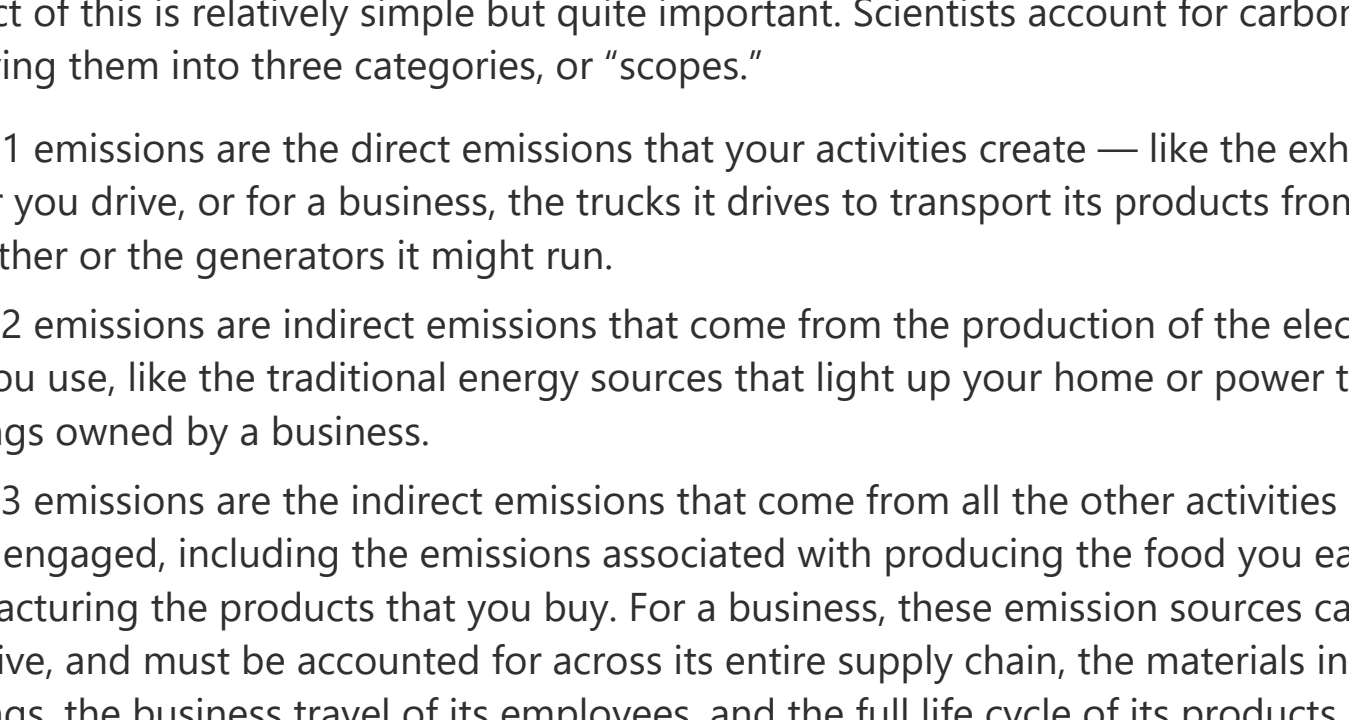 ct of this is relatively simple but quite important. Scientists account for carbon
ing them into three categories, or “scopes.”
1 emissions are the direct emissions that your activities create — like the exh
r you drive, or for a business, the trucks it drives to transport its products from
ther or the generators it might run.
2 emissions are indirect emissions that come from the production of the elec
ou use, like the traditional energy sources that light up your home or power t
ngs owned by a business.
3 emissions are the indirect emissions that come from all the other activities
engaged, including the emissions associated with producing the food you ea
acturing the products that you buy. For a business, these emission sources ca
ive, and must be accounted for across its entire supply chain, the materials in
ngs, the business travel of its employees, and the full life cycle of its products